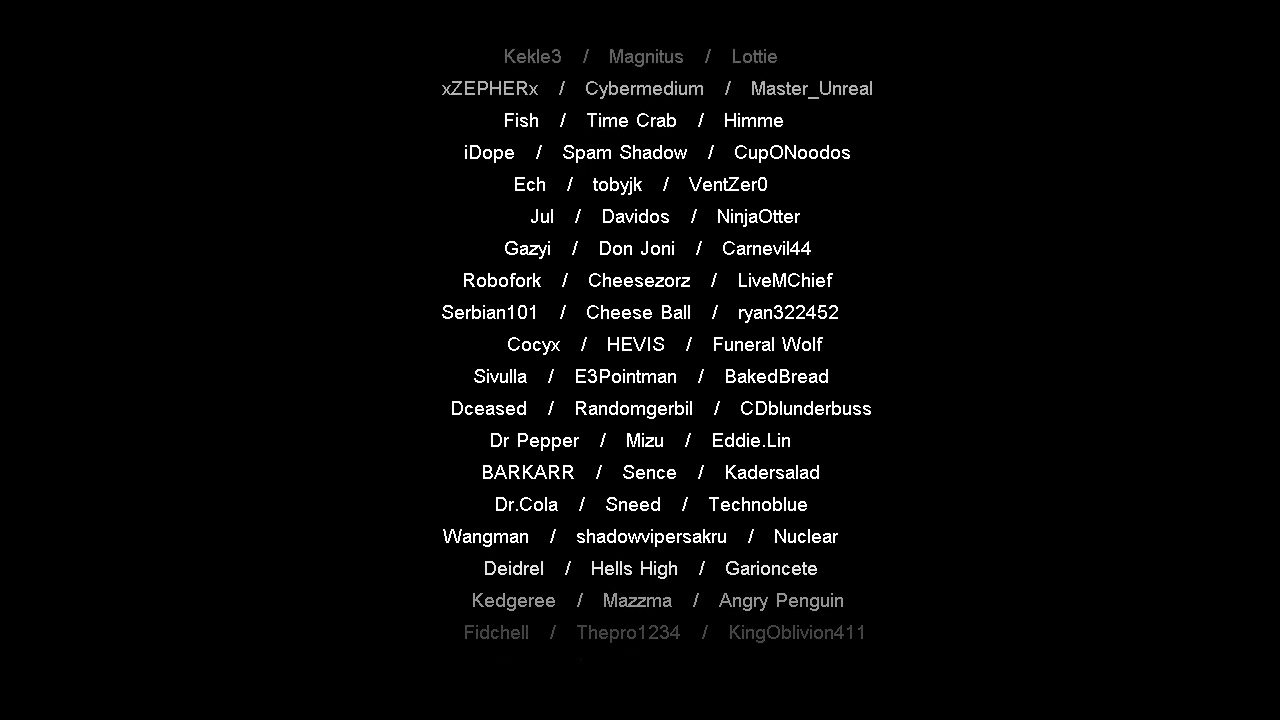 Kekle3 / Magnitus / Lottie
xZEPHERx / Cybermedium / Master_Unreal
Fish / Time Crab / Himme
iDope / Spam Shadow / CupONoodos
Ech / tobyjk / VentZer0
Jul / Davidos / NinjaOtter
Gazyi / Don Joni / Carnevil44
Robofork / Cheesezorz / LiveMChief
Serbian101 / Cheese Ball / ryan322452
Cocyx / HEVIS / Funeral Wolf
Sivulla / E3Pointman / BakedBread
Dceased / Randomgerbil / CDblunderbuss
Dr Pepper / Mizu / Eddie.Lin
BARKARR / Sence / Kadersalad
Dr.Cola / Sneed / Technoblue
Wangman / shadowvipersakru / Nuclear
Deidrel / Hells High / Garioncete
Kedgeree / Mazzma / Angry Penguin
Fidchell / Thepro1234 / KingOblivion411